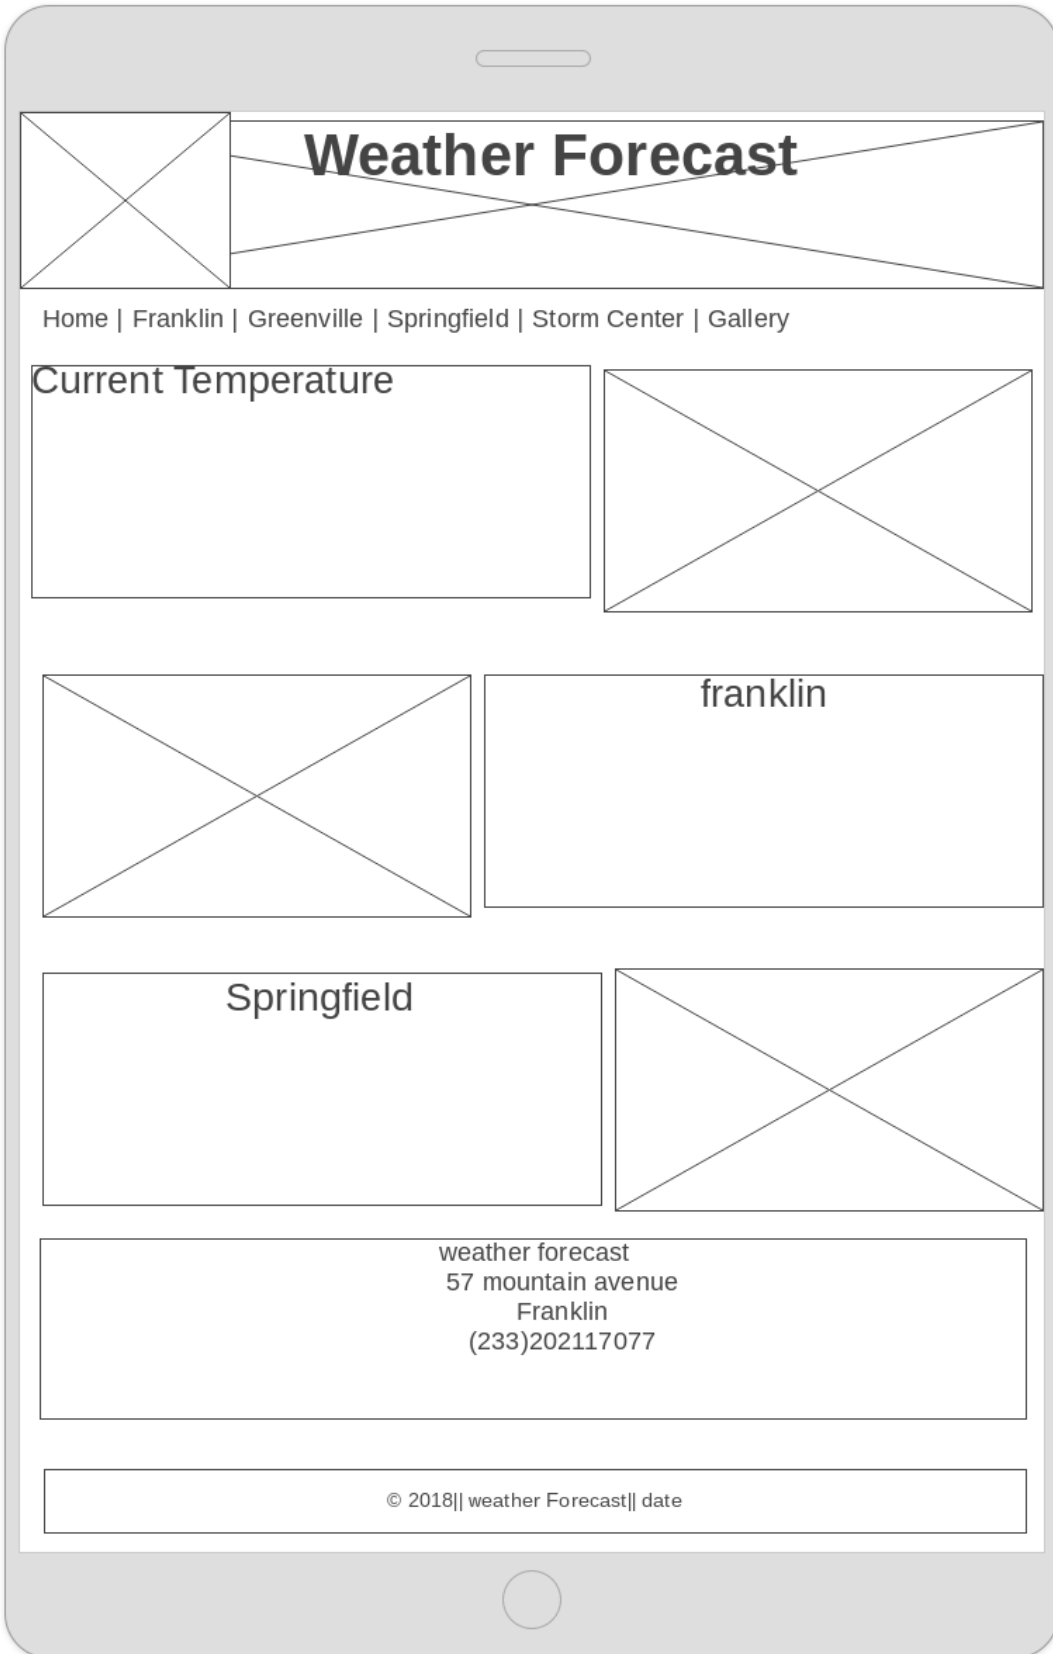 Weather Forecast
Home | Franklin | Greenville | Springfield | Storm Center | Gallery
Current Temperature
franklin
Springfield
weather forecast
57 mountain avenue
Franklin
(233)202117077
© 2018|| weather Forecast|| date